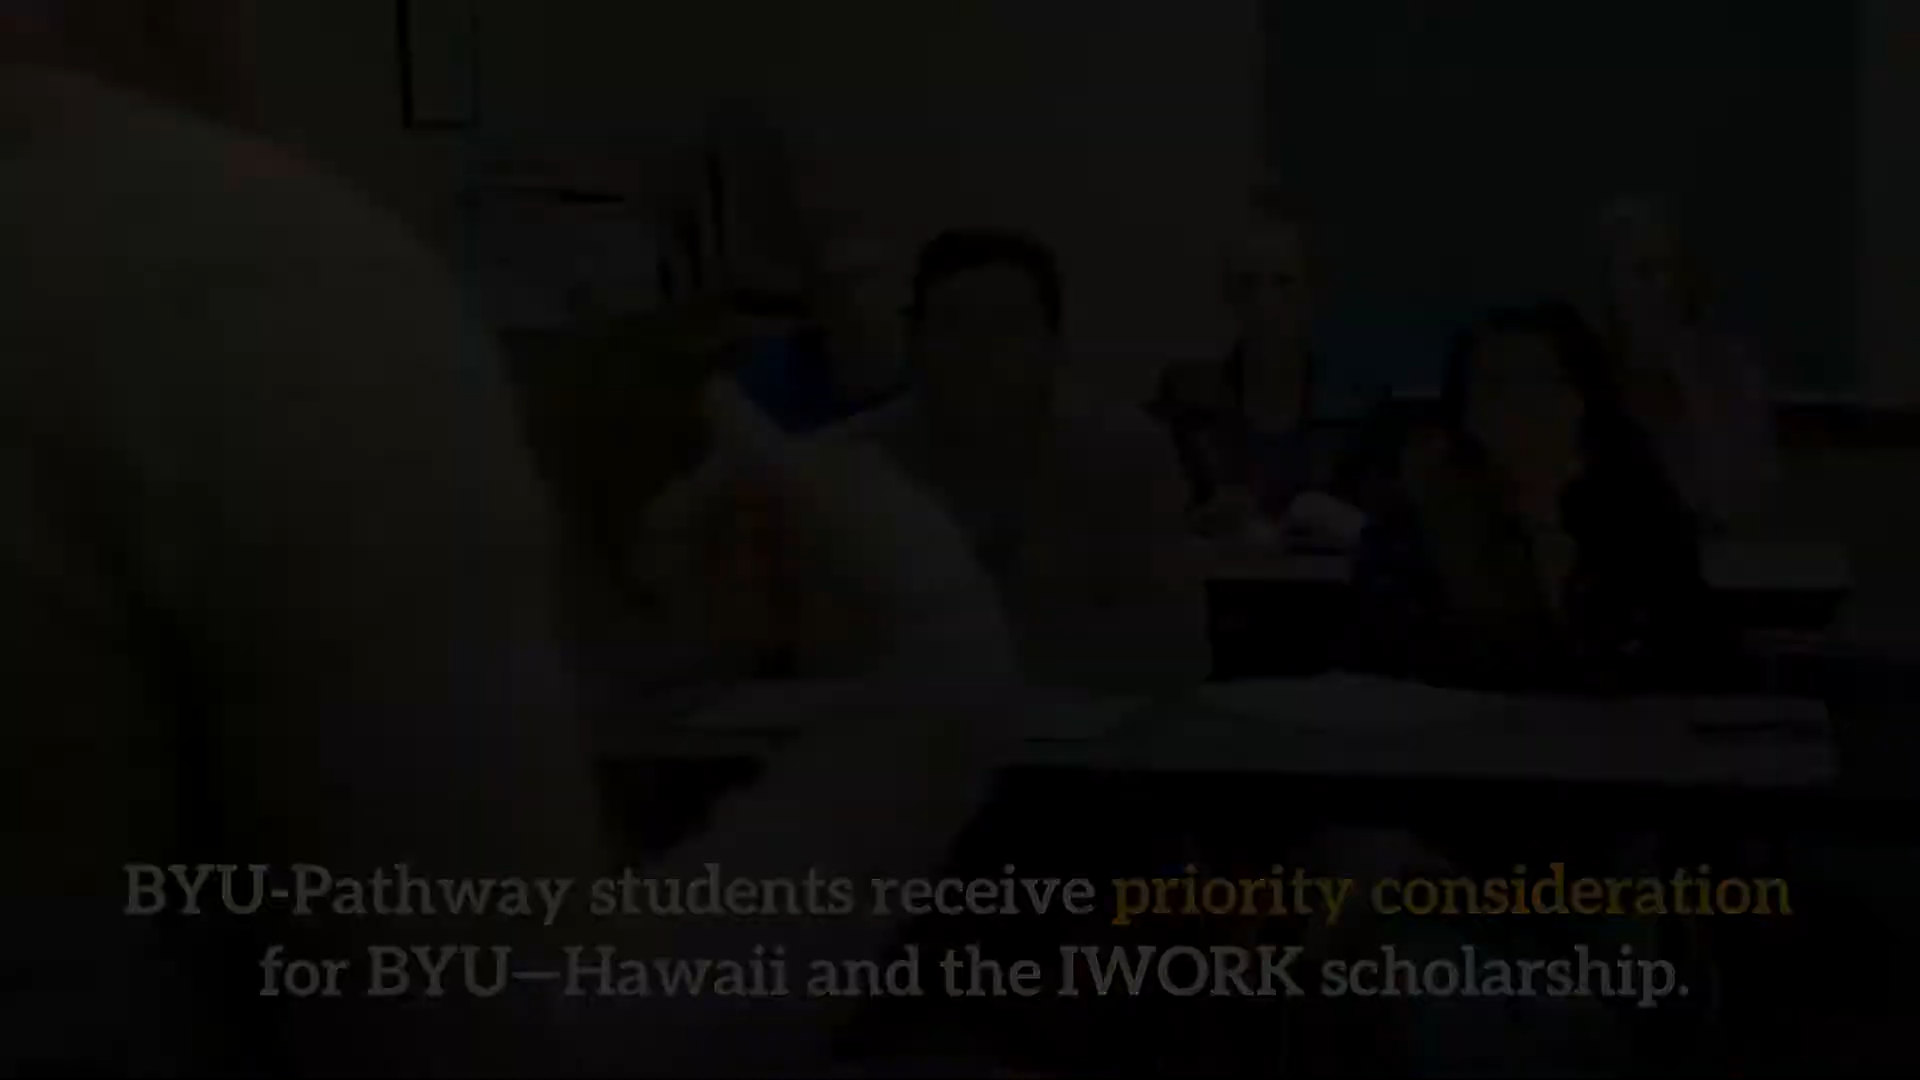 BYU-Pathway students receive priority consideration
for BYU—Hawaii and the IWORK scholarship.